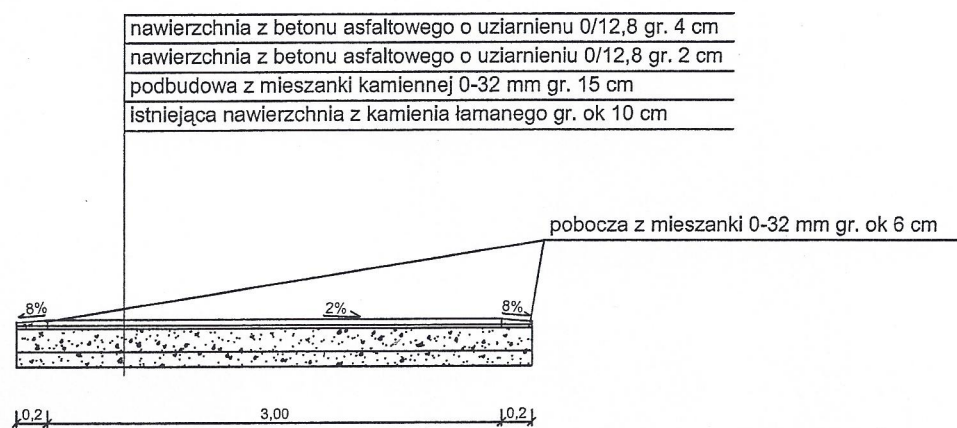 nawierzchnia z betonu asfaltowego o uziarnienu 0/12,8 gr. 4 cm
nawierzchnia z betonu asfaltowego o uziarnieniu 0/12,8 gr. 2 cm
podbudowa z mieszanki kamiennej 0-32 mm gr. 15 cm
istniejąca nawierzchnia z kamienia łamanego gr. ok 10 cm
pobocza z mieszanki 0-32 mm gr. ok 6 cm
8% 2% 8%
0,2 3,00 0,2